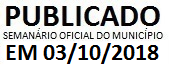 PUBLICADO
SEMANÁRIO OFICIAL DO MUNICÍPIO
EM 03/10/2018